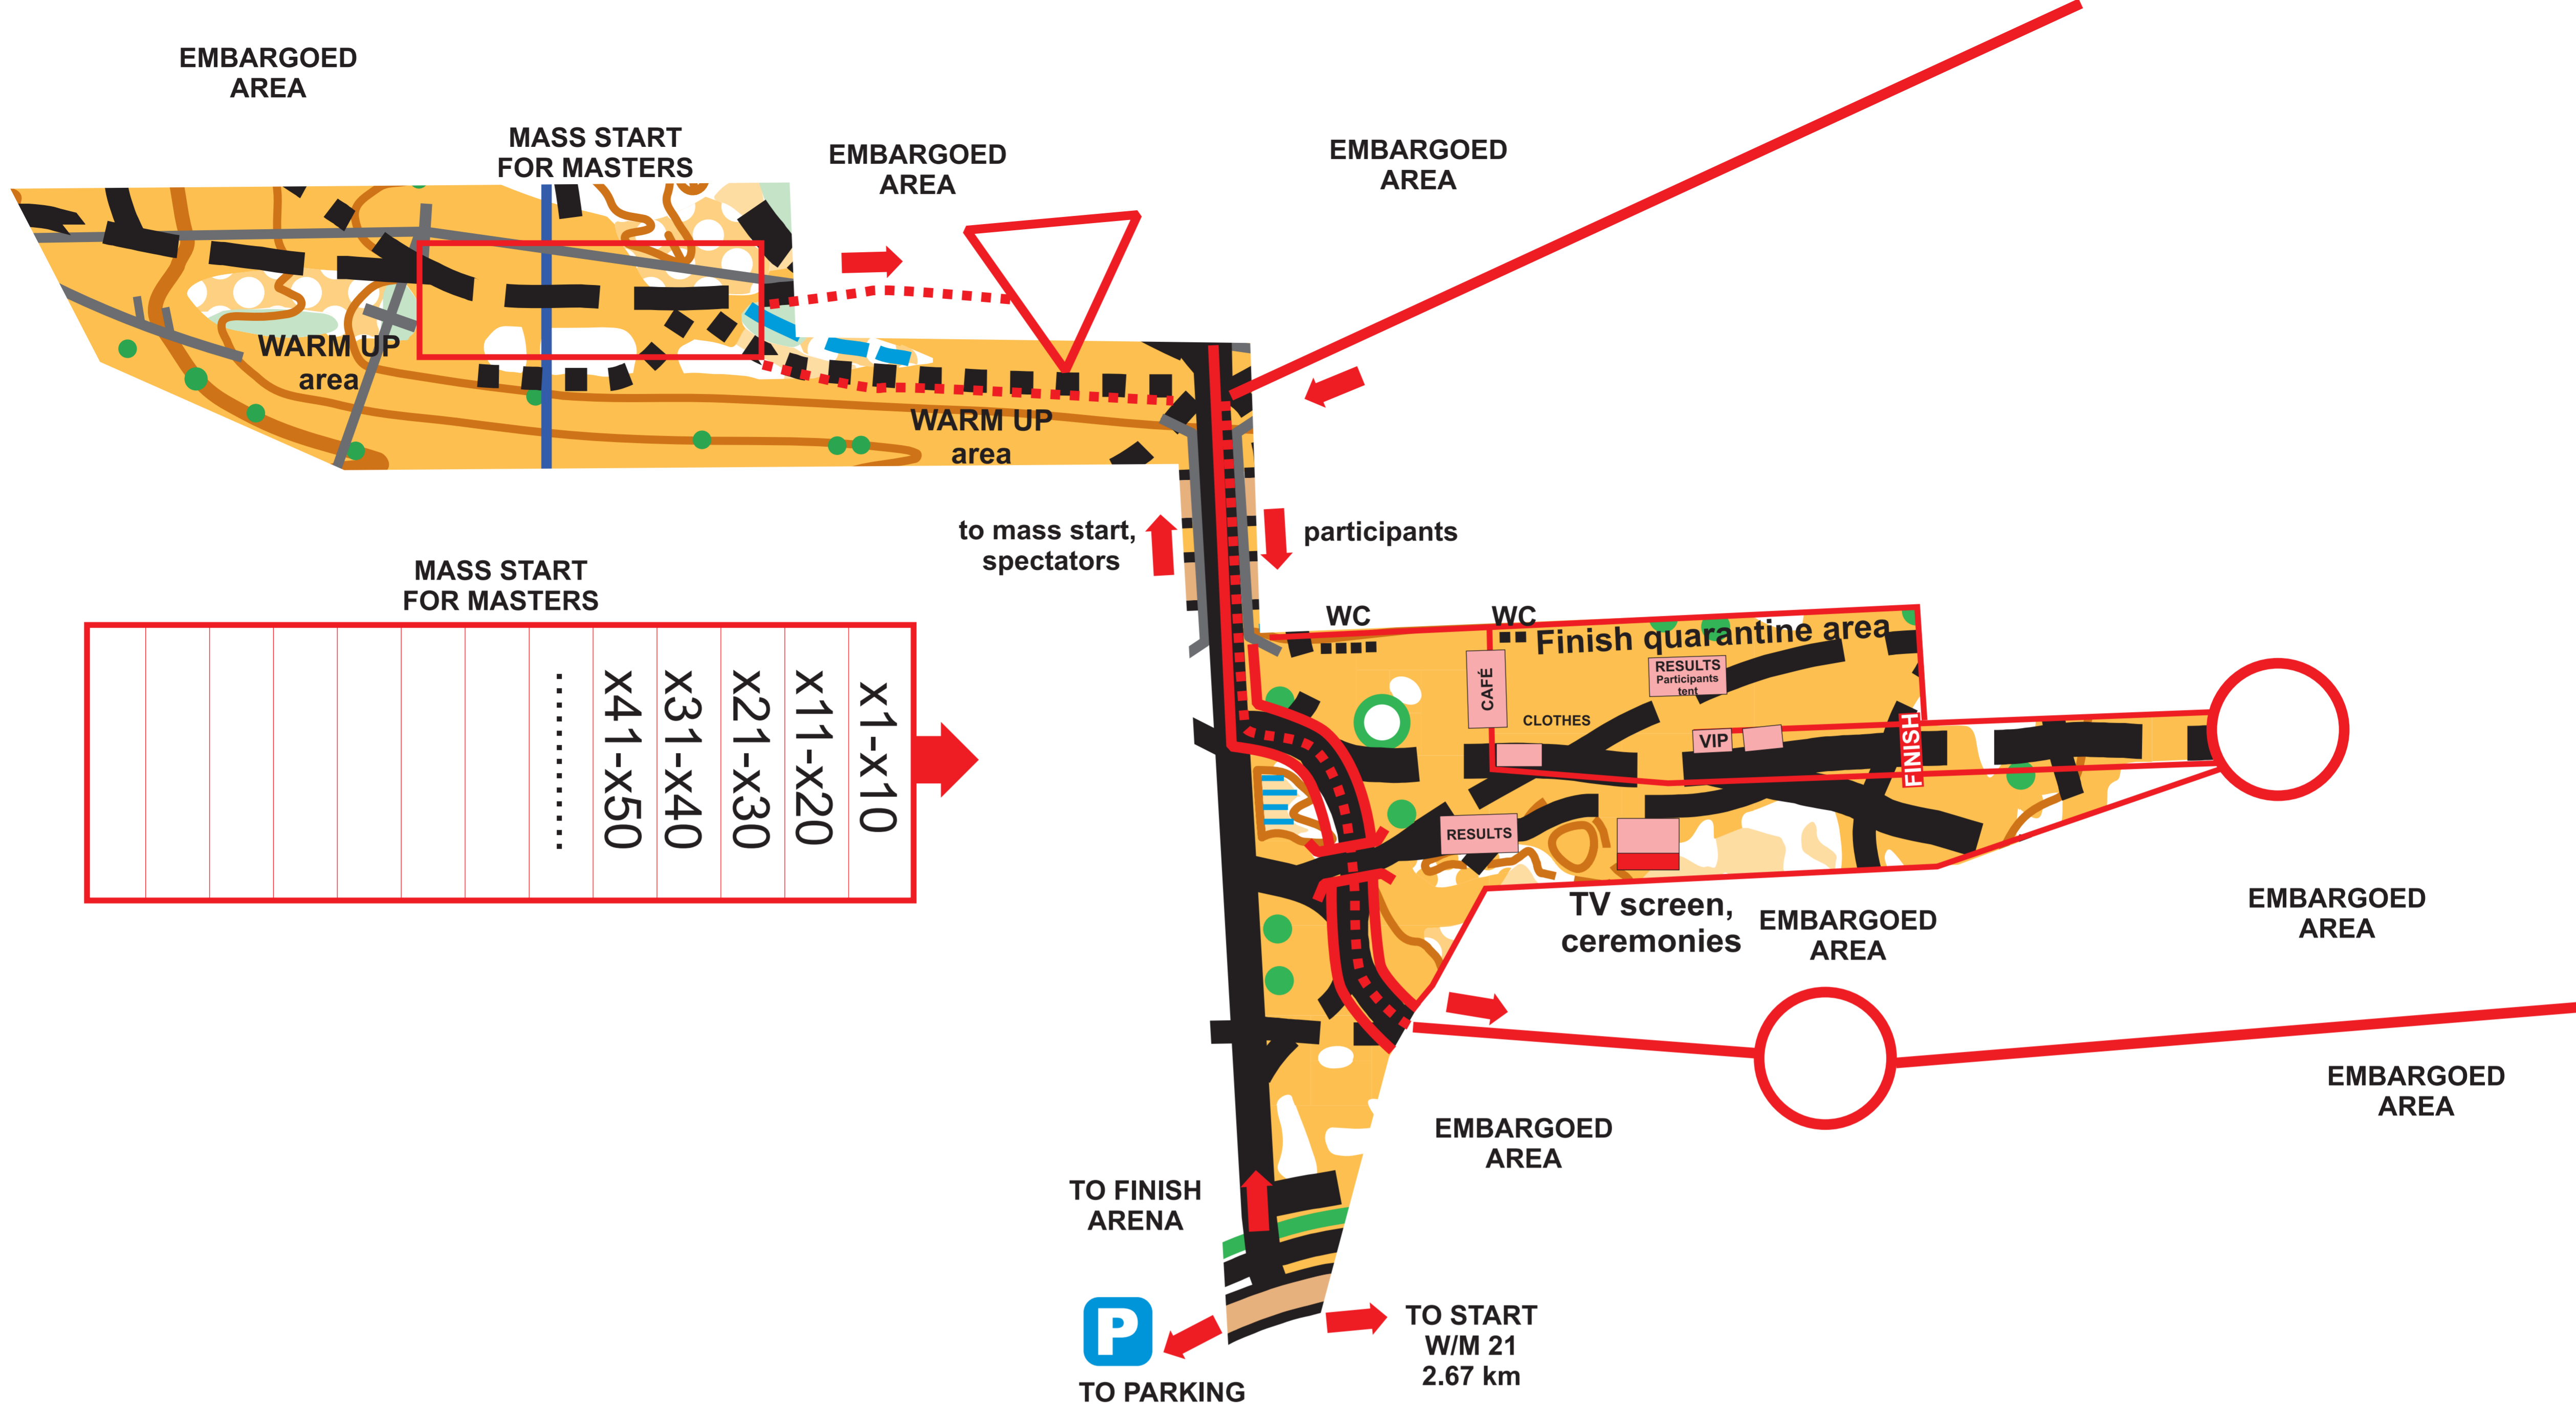 EMBARGOED
AREA
MASS START
FOR MASTERS
EMBARGOED
AREA
EMBARGOED
AREA
WARM UP
area
WARM UP
area
to mass start,
spectators
participants
MASS START
FOR MASTERS
x41-x50
x31-x40
x21-x30
x11-x20
x1-x10
WC
WC
Finish quarantine area
CAFÉ
RESULTS
Participants
tent
CLOTHES
VIP
FINISH
RESULTS
TV screen,
ceremonies
EMBARGOED
AREA
EMBARGOED
AREA
EMBARGOED
AREA
EMBARGOED
AREA
TO FINISH
ARENA
P
TO PARKING
TO START
W/M 21
2.67 km